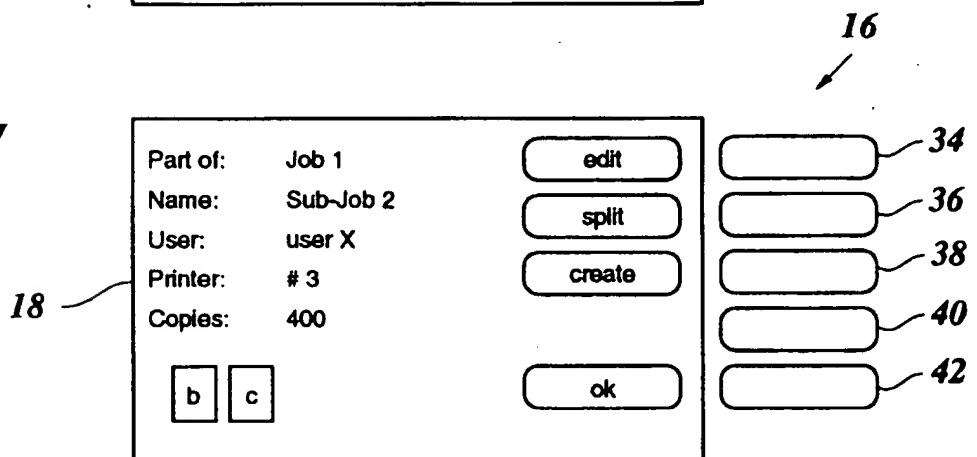 16
Part of: Job 1 edit 34
Name: Sub-Job 2 split 36
User: user X
Printer: # 3 create 38
18
Copies: 400 40
b c ok 42